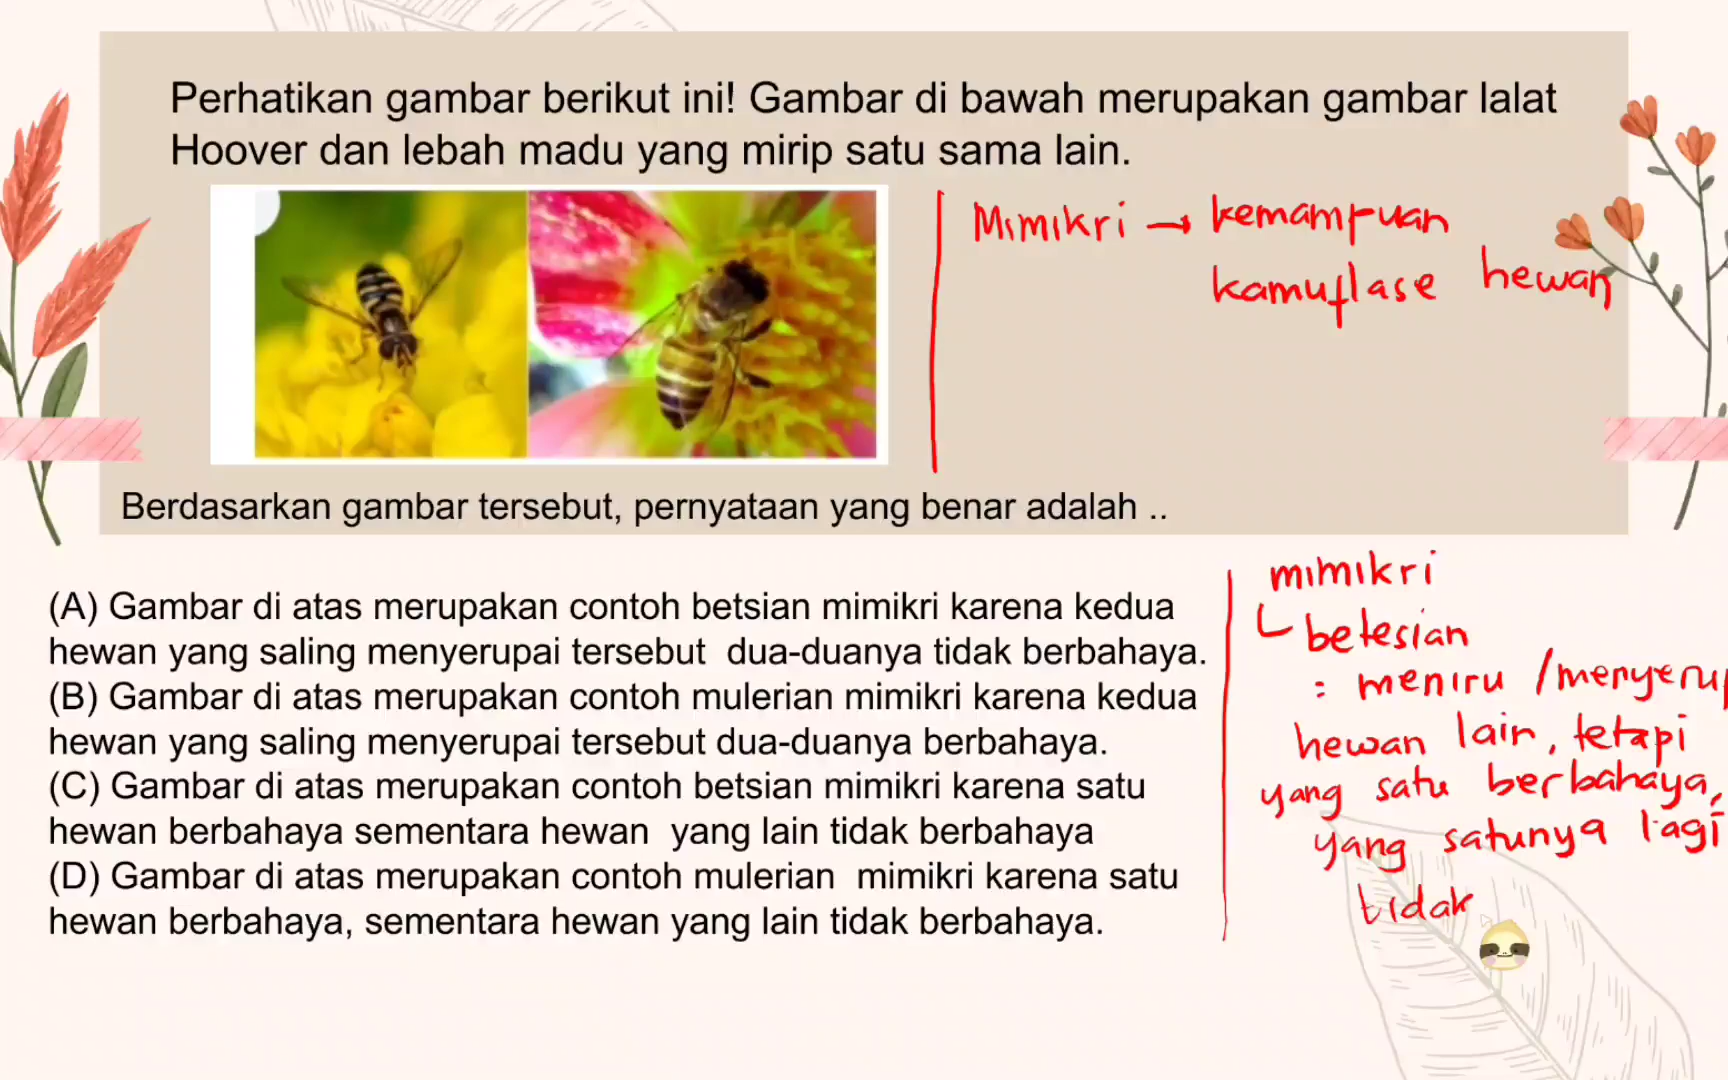 Perhatikan gambar berikut ini! Gambar di bawah merupakan gambar lalat
Hoover dan lebah madu yang mirip satu sama lain.
Mimikri → kemampuan
kamuflase hewan
Berdasarkan gambar tersebut, pernyataan yang benar adalah ..
(A) Gambar di atas merupakan contoh betsian mimikri karena kedua
hewan yang saling menyerupai tersebut dua-duanya tidak berbahaya.
(B) Gambar di atas merupakan contoh mulerian mimikri karena kedua
hewan yang saling menyerupai tersebut dua-duanya berbahaya.
(C) Gambar di atas merupakan contoh betsian mimikri karena satu
hewan berbahaya sementara hewan yang lain tidak berbahaya
(D) Gambar di atas merupakan contoh mulerian mimikri karena satu
hewan berbahaya, sementara hewan yang lain tidak berbahaya.
mimikri
betesian
: meniru /menyerup
hewan lain, tetapi
yang satu berbahaya,
yang satunya lagi
tidak